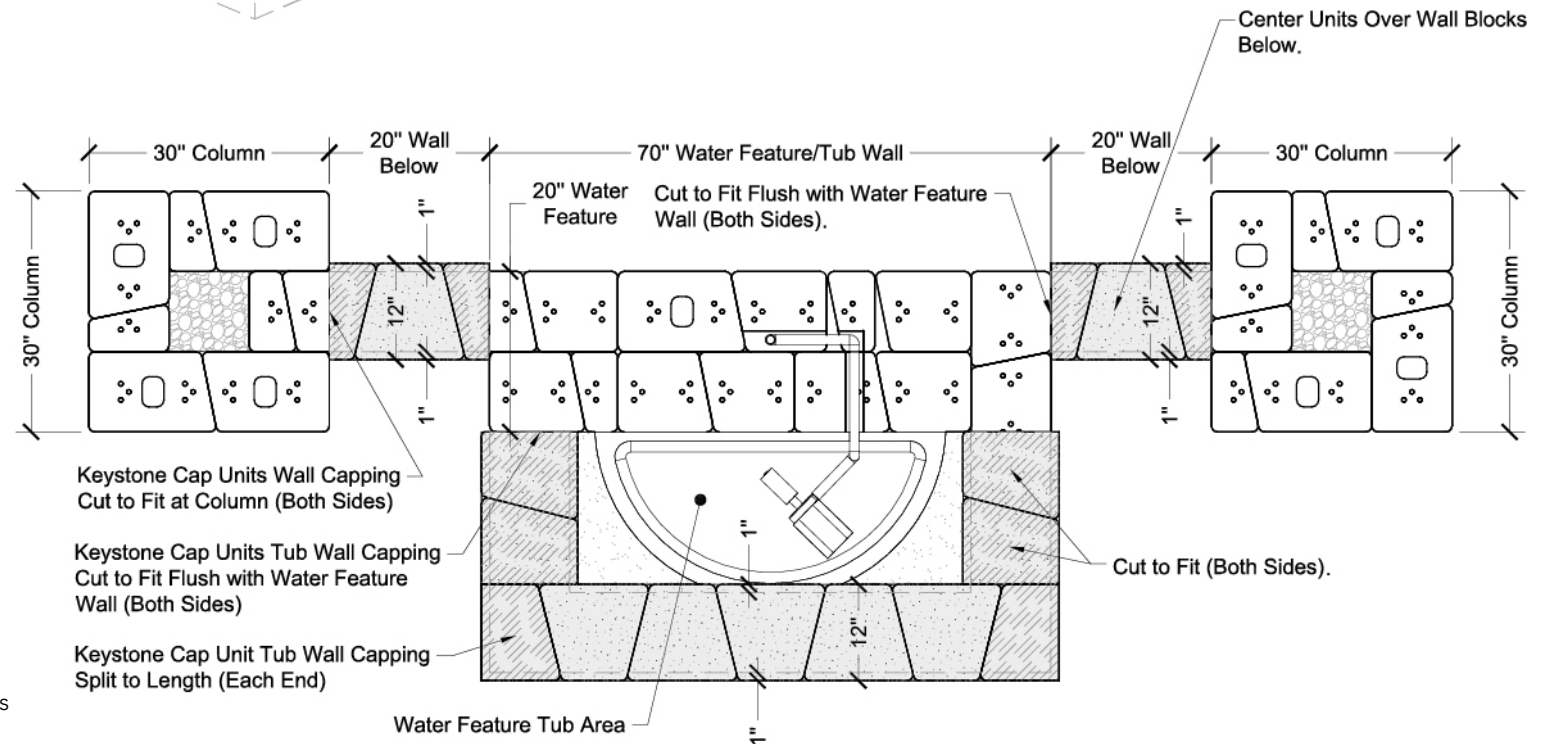 Center Units Over Wall Blocks
Below.
30" Column
20" Wall
Below
70" Water Feature/Tub Wall
20" Wall
Below
30" Column
20" Water
Feature
Cut to Fit Flush with Water Feature
Wall (Both Sides).
1"
1"
30" Column
12"
12"
30" Column
1"
1"
Keystone Cap Units Wall Capping
Cut to Fit at Column (Both Sides)
Keystone Cap Units Tub Wall Capping
Cut to Fit Flush with Water Feature
Wall (Both Sides)
1"
Cut to Fit (Both Sides).
12"
Keystone Cap Unit Tub Wall Capping
Split to Length (Each End)
s
Water Feature Tub Area
1"